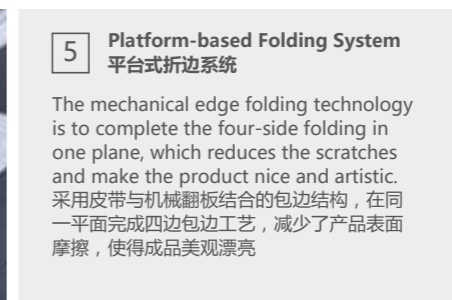 5
Platform-based Folding System
平台式折边系统
The mechanical edge folding technology
is to complete the four-side folding in
one plane, which reduces the scratches
and make the product nice and artistic.
采用皮带与机械翻板结合的包边结构，在同
一平面完成四边包边工艺，减少了产品表面
摩擦，使得成品美观漂亮